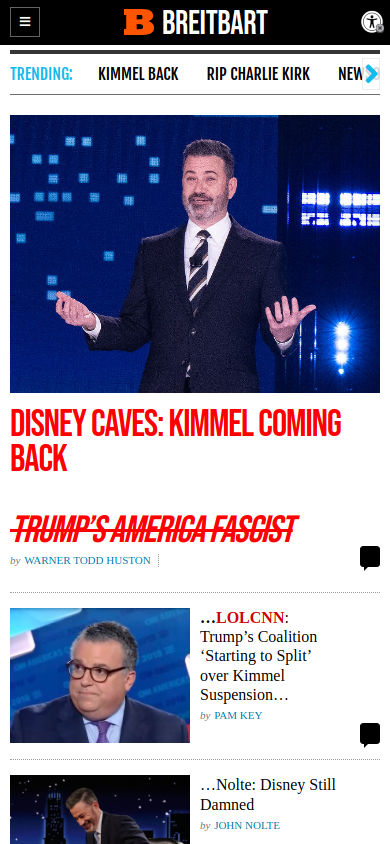 BREITBART
TRENDING: KIMMEL BACK RIP CHARLIE KIRK NEW
DISNEY CAVES: KIMMEL COMING
BACK
TRUMP'S AMERICA FASCIST
by WARNER TODD HUSTON
…LOLCNN:
Trump’s Coalition
‘Starting to Split’
over Kimmel
Suspension…
by PAM KEY
…Nolte: Disney Still
Damned
by JOHN NOLTE